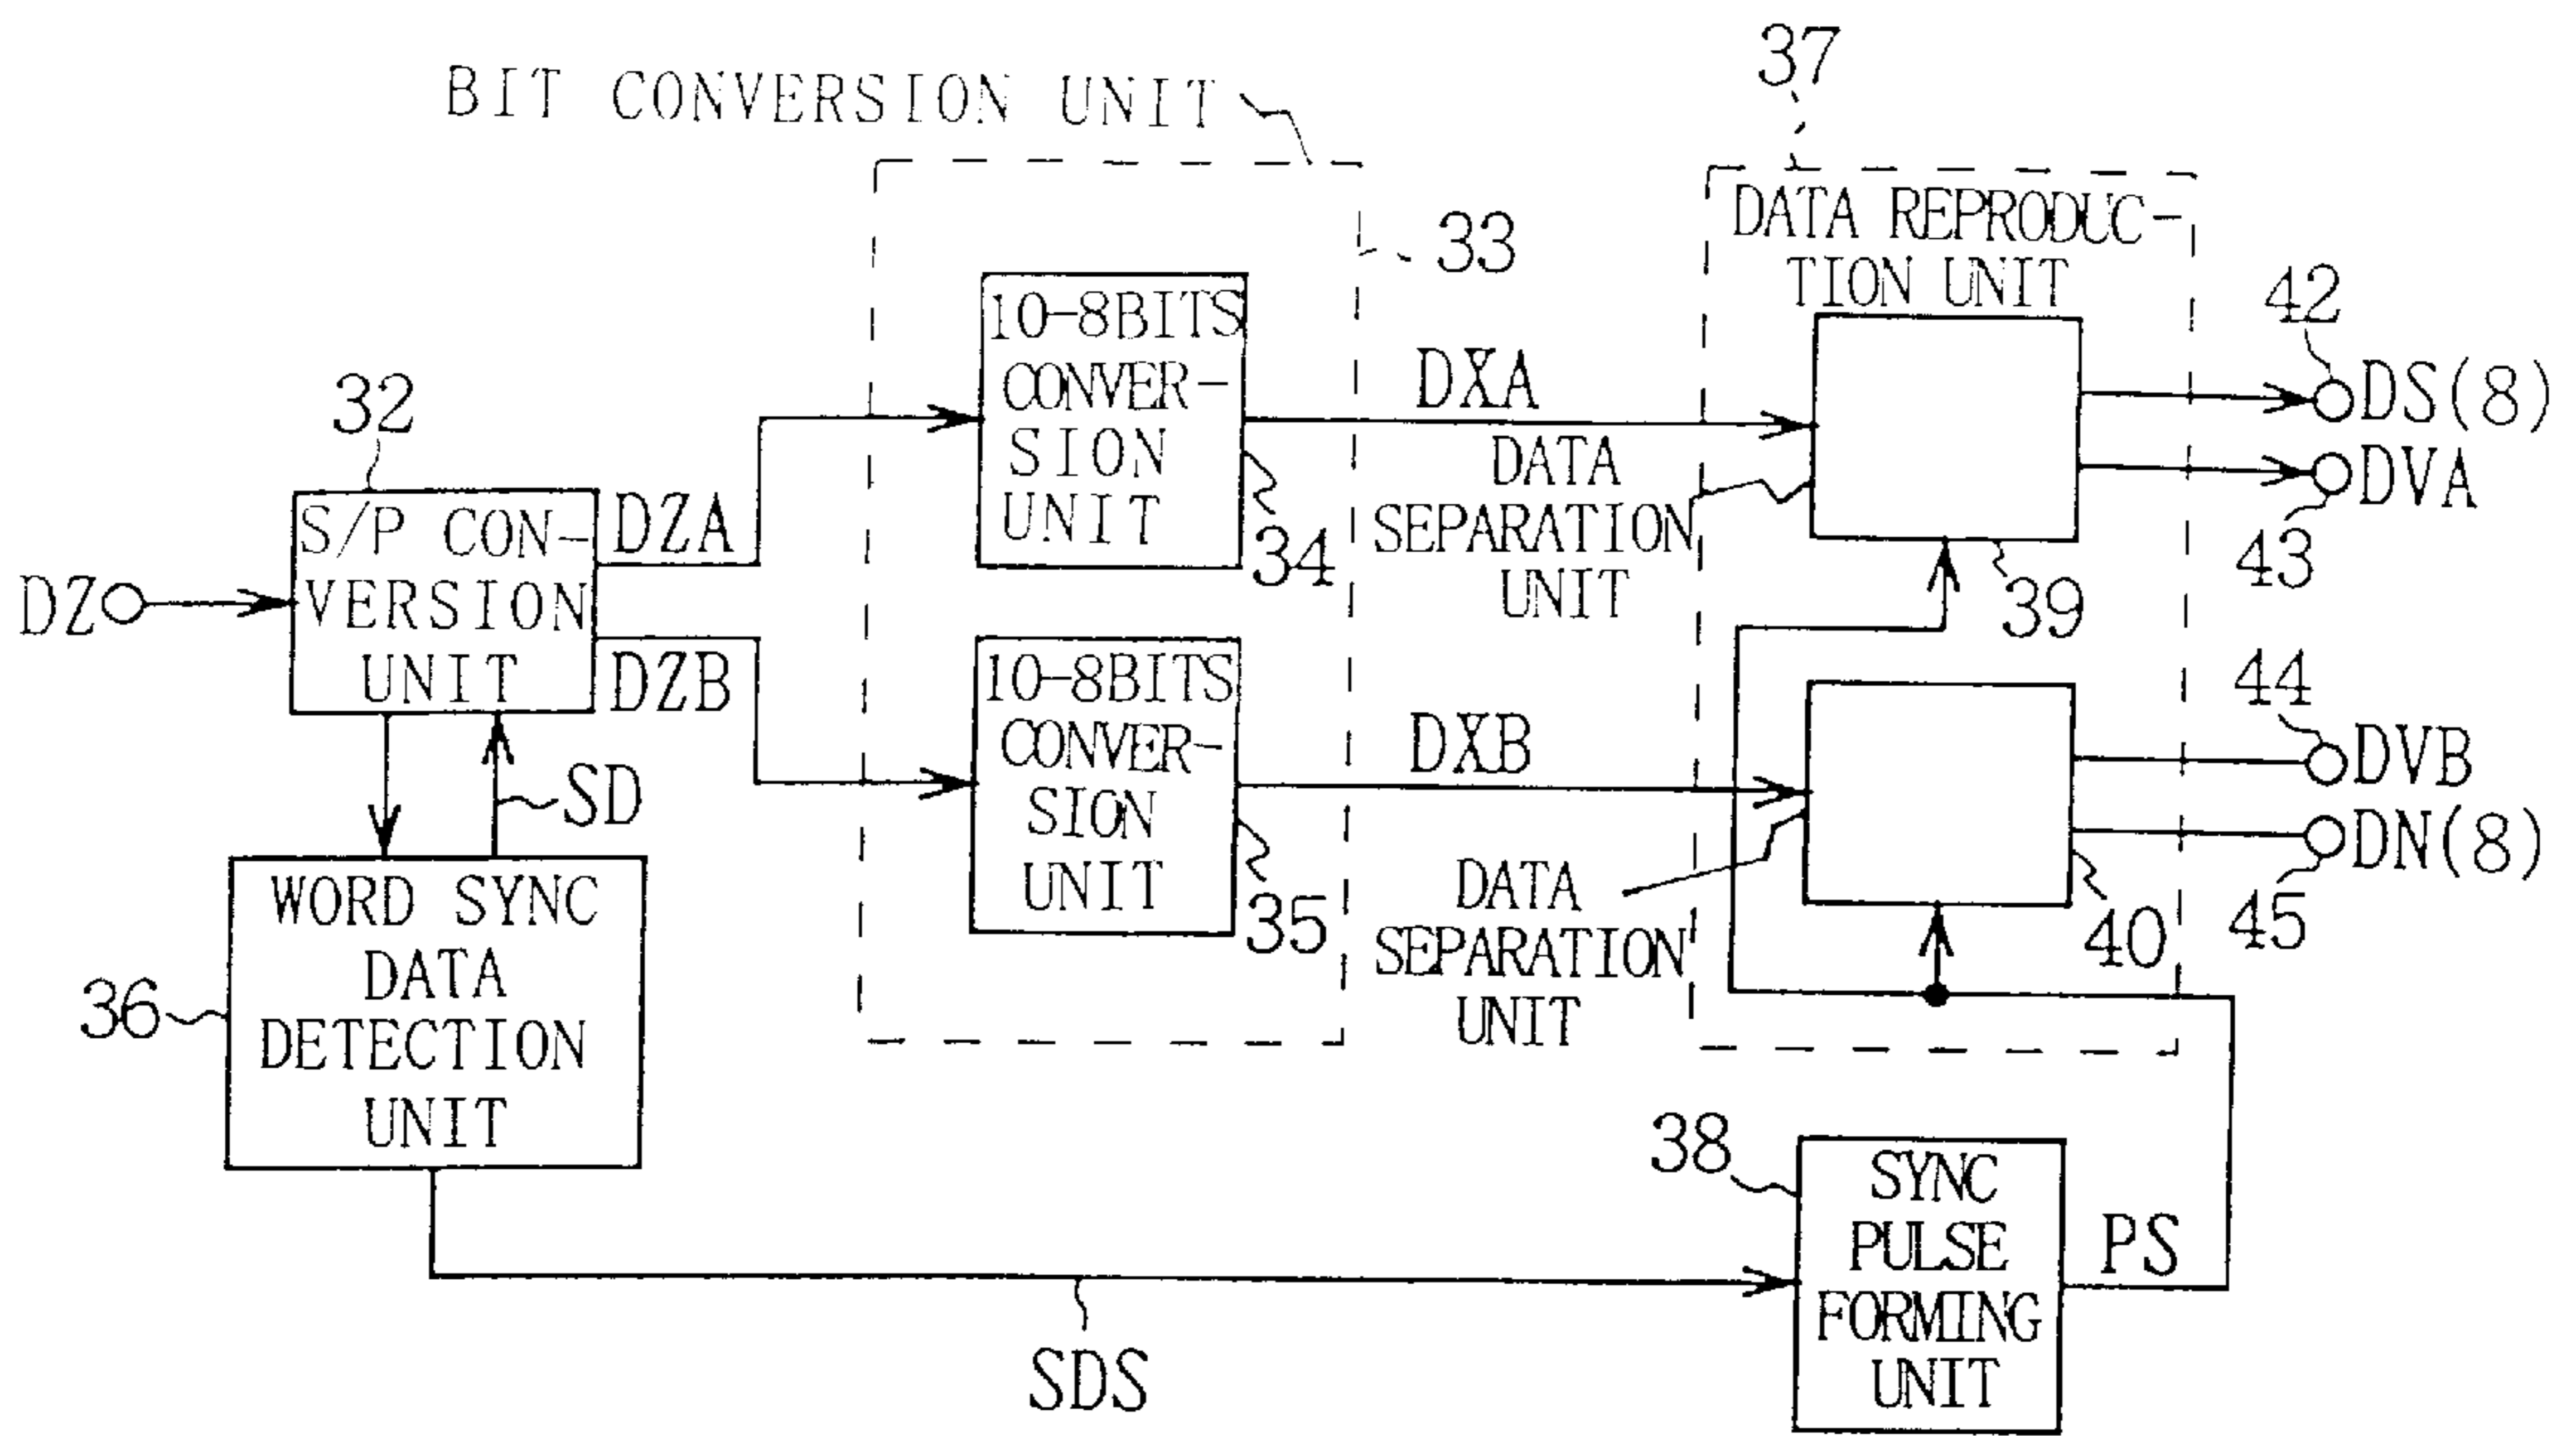 BIT CONVERSION UNIT
37
33
DATA REPRODUC-
TION UNIT
10-8BITS
CONVER-
SION
UNIT
34
DXA
DATA
SEPARATION
UNIT
39
42
DS(8)
DVA
43
32
S/P CON-
VERSION
UNIT
DZ
DZA
DZB
10-8BITS
CONVER-
SION
UNIT
35
DXB
DATA
SEPARATION
UNIT
40
44
DVB
DN(8)
45
SD
WORD SYNC
DATA
DETECTION
UNIT
36
38
SYNC
PULSE
FORMING
UNIT
PS
SDS